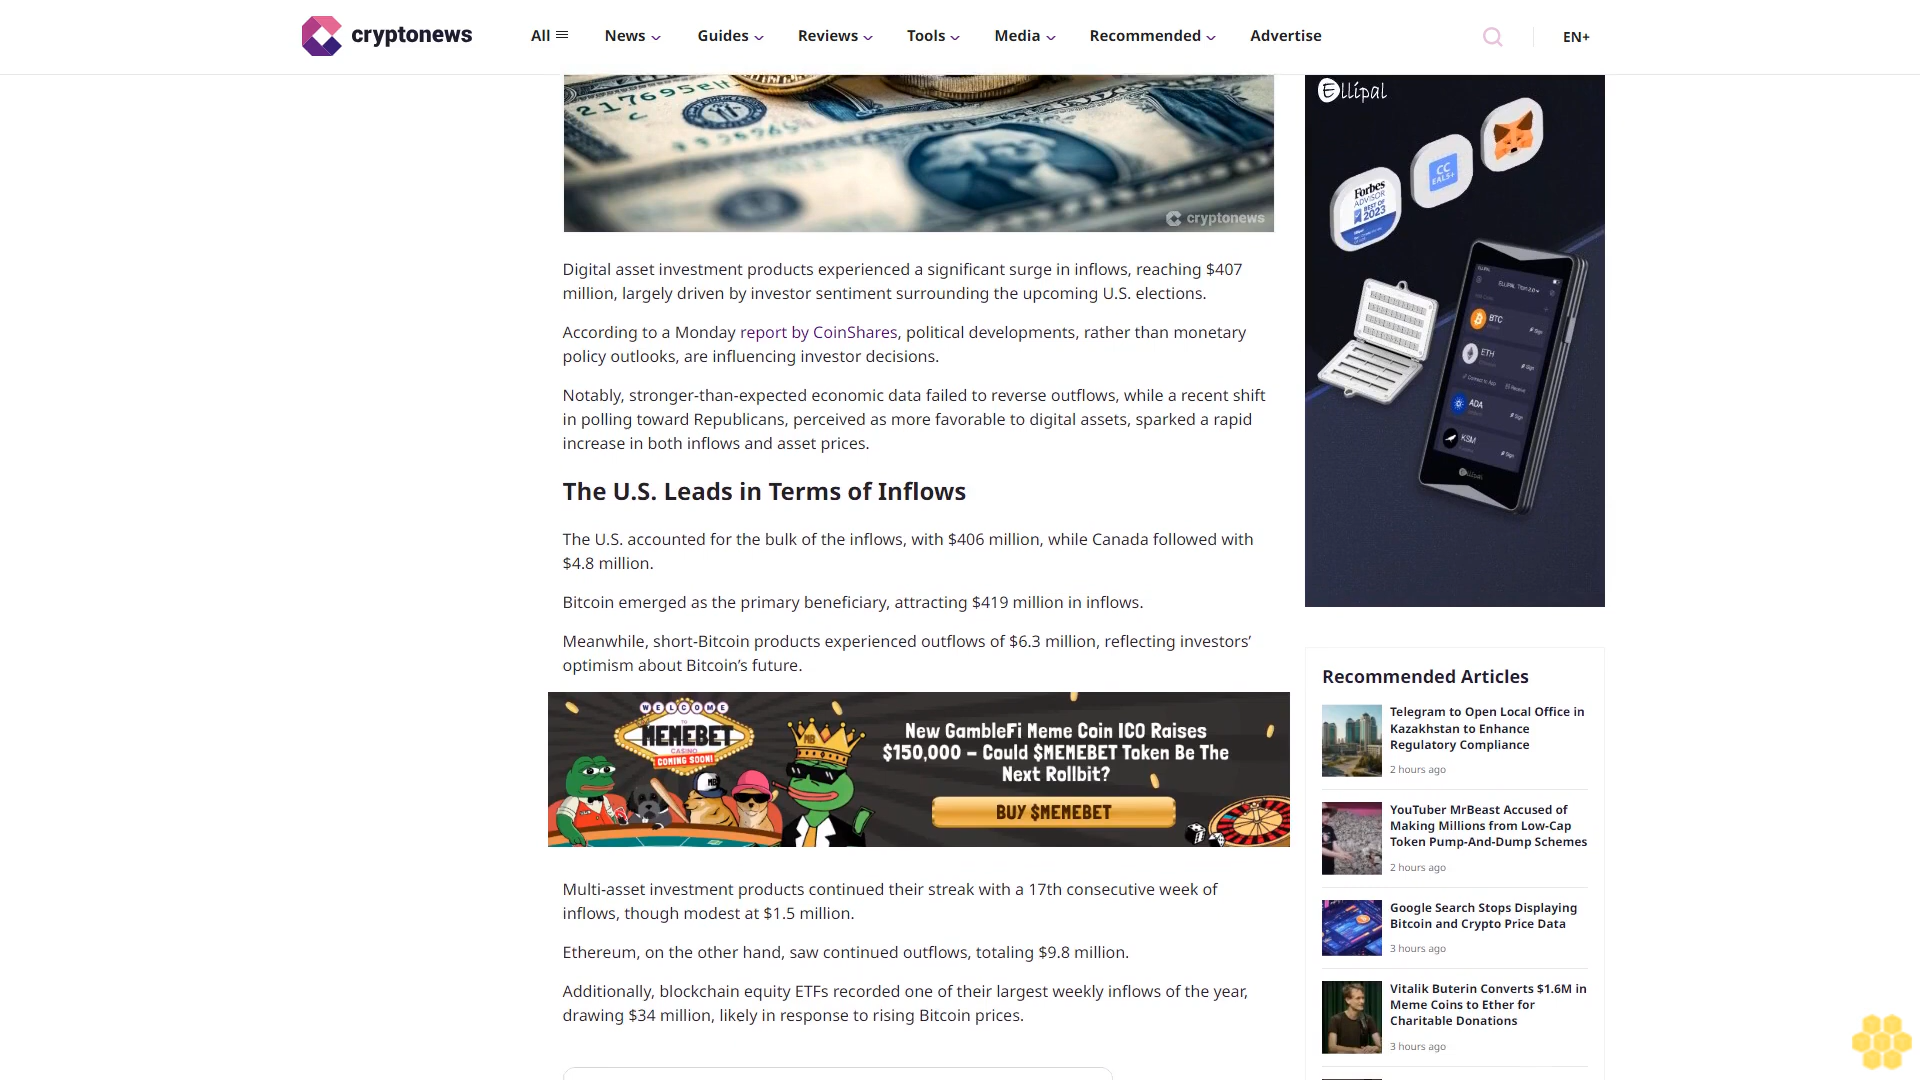 cryptonews
All
News
Guides
Reviews
Tools
Media
Recommended
Advertise
EN+
Ellipal
Forbes
ADVISOR
BEST OF
2023
CC
EAL5+
BTC
Sign
ETH
Sign
ADA
Sign
KSM
Sign
cryptonews
Digital asset investment products experienced a significant surge in inflows, reaching $407
million, largely driven by investor sentiment surrounding the upcoming U.S. elections.
According to a Monday report by CoinShares, political developments, rather than monetary
policy outlooks, are influencing investor decisions.
Notably, stronger-than-expected economic data failed to reverse outflows, while a recent shift
in polling toward Republicans, perceived as more favorable to digital assets, sparked a rapid
increase in both inflows and asset prices.
The U.S. Leads in Terms of Inflows
The U.S. accounted for the bulk of the inflows, with $406 million, while Canada followed with
$4.8 million.
Bitcoin emerged as the primary beneficiary, attracting $419 million in inflows.
Meanwhile, short-Bitcoin products experienced outflows of $6.3 million, reflecting investors’
optimism about Bitcoin’s future.
WELCOME
TO
MEMEBET
CASINO
COMING SOON!
MB
MB
New GambleFi Meme Coin ICO Raises
$150,000 – Could $MEMEBET Token Be The
Next Rollbit?
BUY $MEMEBET
Multi-asset investment products continued their streak with a 17th consecutive week of
inflows, though modest at $1.5 million.
Ethereum, on the other hand, saw continued outflows, totaling $9.8 million.
Additionally, blockchain equity ETFs recorded one of their largest weekly inflows of the year,
drawing $34 million, likely in response to rising Bitcoin prices.
Recommended Articles
Telegram to Open Local Office in
Kazakhstan to Enhance
Regulatory Compliance
2 hours ago
YouTuber MrBeast Accused of
Making Millions from Low-Cap
Token Pump-And-Dump Schemes
2 hours ago
Google Search Stops Displaying
Bitcoin and Crypto Price Data
3 hours ago
Vitalik Buterin Converts $1.6M in
Meme Coins to Ether for
Charitable Donations
3 hours ago